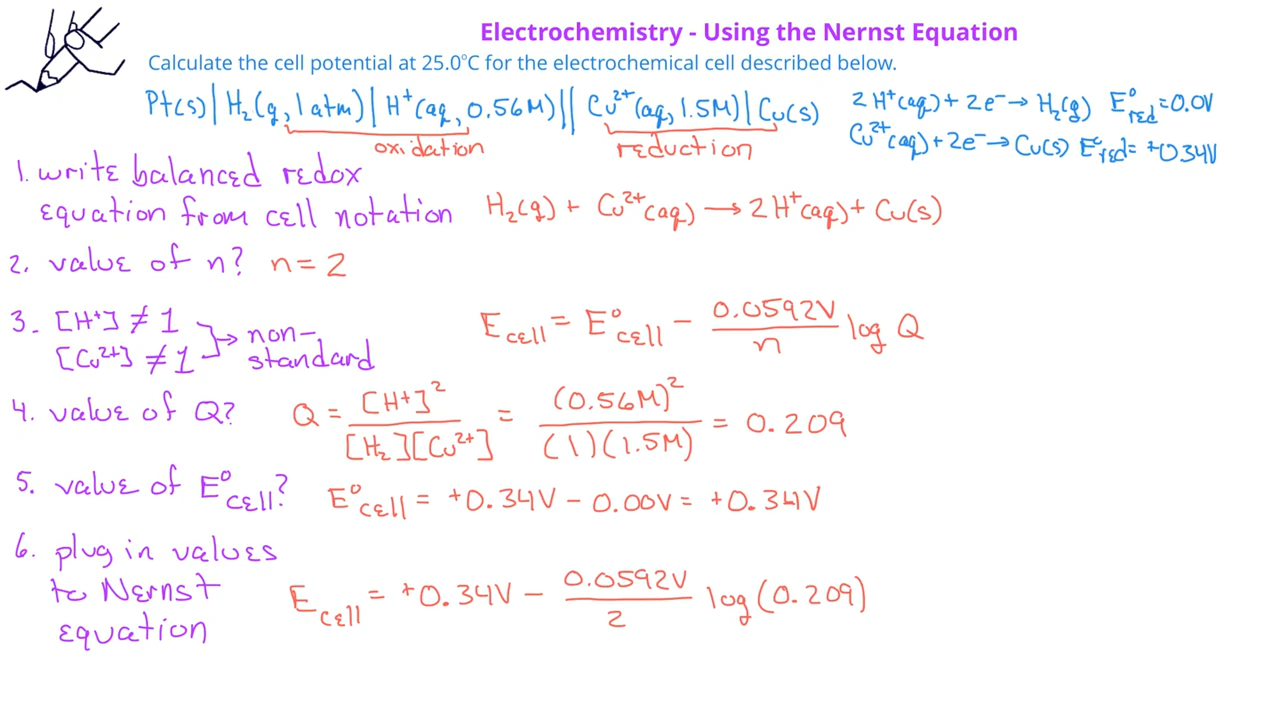 Electrochemistry - Using the Nernst Equation
Calculate the cell potential at 25.0°C for the electrochemical cell described below.
Pt(s) | H₂(g, 1 atm) | H⁺(aq, 0.56M) || Cu²⁺(aq, 1.5M) | Cu(s)
2 H⁺(aq) + 2e⁻ → H₂(g) E°red = 0.0V
Cu²⁺(aq) + 2e⁻ → Cu(s) E°red = +0.34V
oxidation reduction
1. write balanced redox
equation from cell notation
H₂(g) + Cu²⁺(aq) → 2H⁺(aq) + Cu(s)
2. value of n? n = 2
3. [H⁺] ≠ 1
[Cu²⁺] ≠ 1
→ non-
standard
E cell = E° cell - 0.0592V / n log Q
4. value of Q? Q = [H⁺]² / [H₂][Cu²⁺] = (0.56M)² / (1)(1.5M) = 0.209
5. value of E° cell? E° cell = +0.34V - 0.00V = +0.34V
6. plug in values
to Nernst
equation
E cell = +0.34V - 0.0592V / 2 log(0.209)